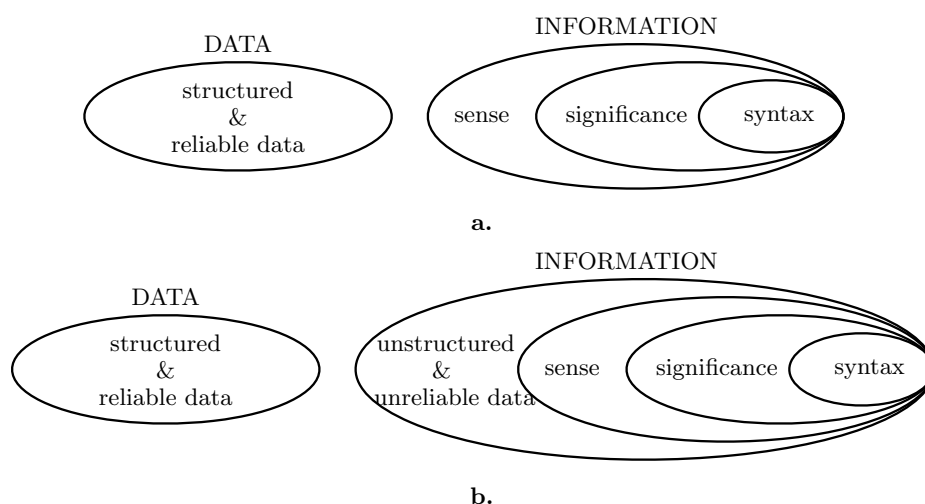 INFORMATION
DATA
structured
&
reliable data
sense
significance
syntax
a.
INFORMATION
DATA
structured
&
reliable data
unstructured
&
unreliable data
sense
significance
syntax
b.